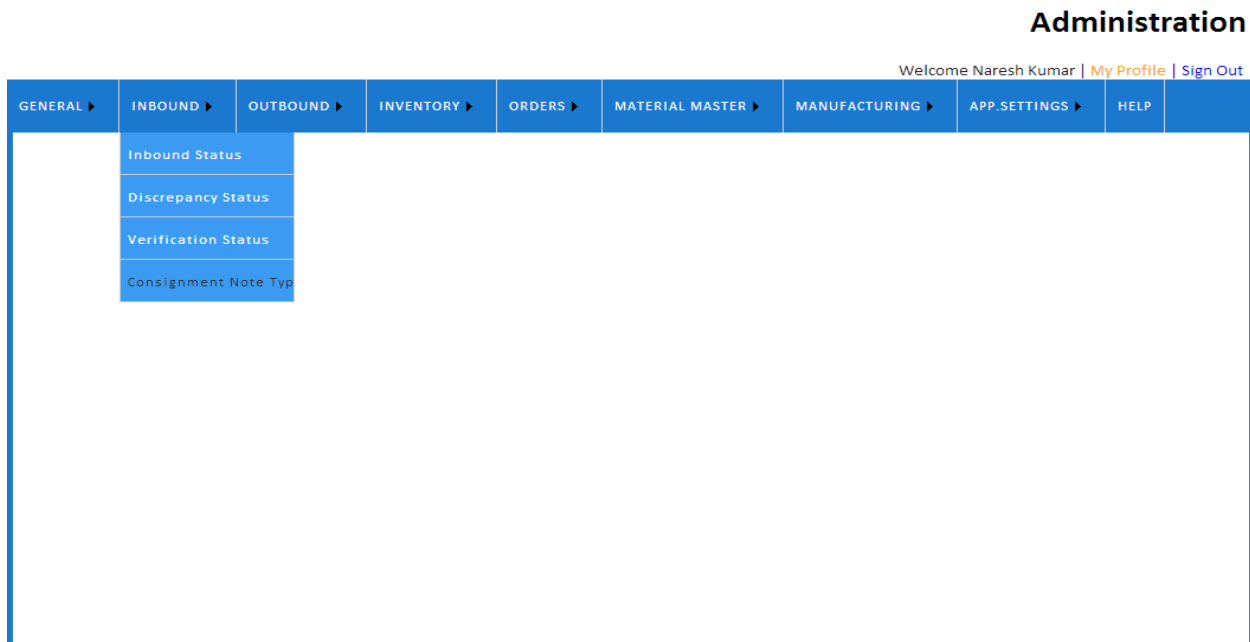 Administration
Welcome Naresh Kumar | My Profile | Sign Out
GENERAL INBOUND OUTBOUND INVENTORY ORDERS MATERIAL MASTER MANUFACTURING APP.SETTINGS HELP
Inbound Status
Discrepancy Status
Verification Status
Consignment Note Typ